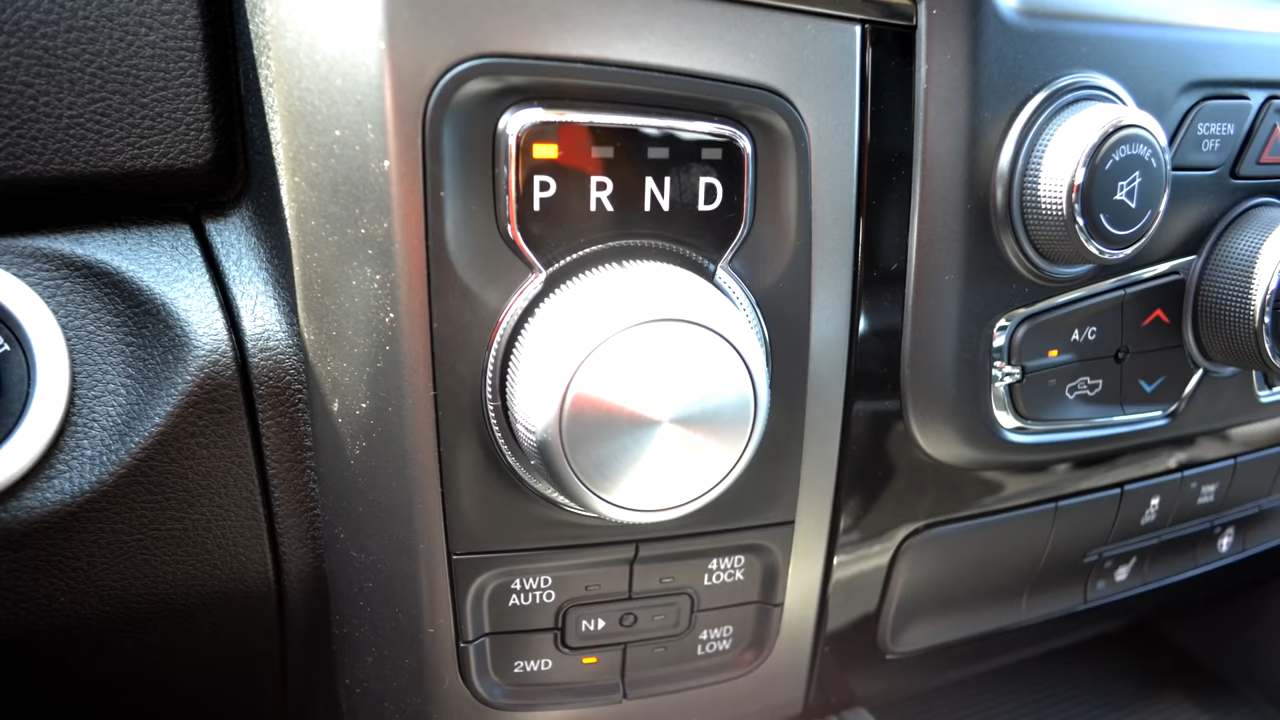 P R N D
VOLUME
SCREEN
OFF
A/C
4WD
AUTO
4WD
LOCK
N
2WD
4WD
LOW